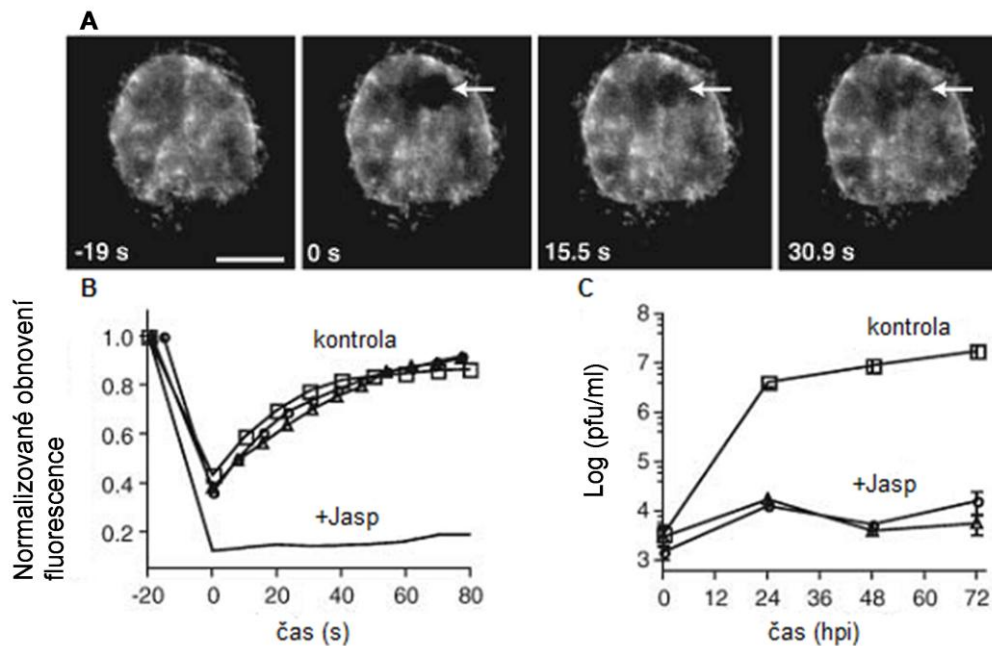 A
-19 s
0 s
15.5 s
30.9 s
B
Normalizované obnovení
fluorescence
1.0
0.8
0.6
0.4
0.2
kontrola
+Jasp
-20
0
20
40
60
80
čas (s)
C
Log (pfu/ml)
8
7
6
5
4
3
kontrola
+Jasp
0
12
24
36
48
60
72
čas (hpi)